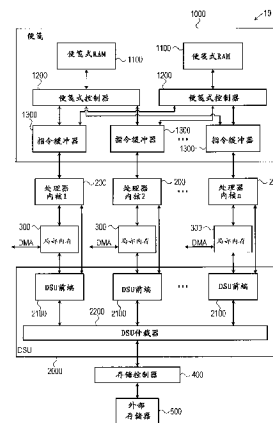 10
便笺
1000
1100
便笺式RAM
1100
便笺式RAM
1200
便笺式控制器
1200
便笺式控制器
1300
指令缓冲器
指令缓冲器
1300
...
指令缓冲器
1300
处理器内核1
200
处理器内核2
200
...
处理器内核n
2
300
DMA
局部内存
300
DMA
局部内存
300
DMA
局部内存
DSU前端
2100
DSU前端
2100
...
DSU前端
2100
2200
DSU仲裁器
DSU
2000
存储控制器
400
外部
存储器
500